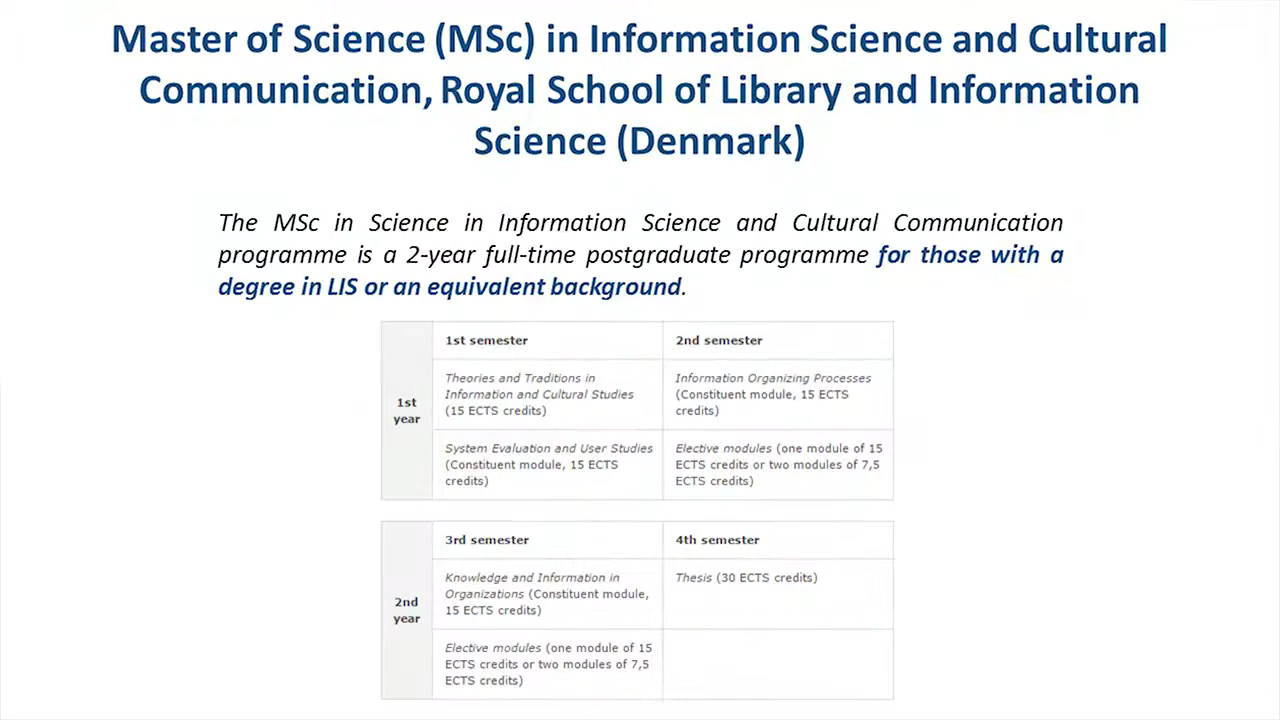 Master of Science (MSc) in Information Science and Cultural
Communication, Royal School of Library and Information
Science (Denmark)
The MSc in Science in Information Science and Cultural Communication
programme is a 2-year full-time postgraduate programme for those with a
degree in LIS or an equivalent background.
1st semester
2nd semester
1st
year
Theories and Traditions in
Information and Cultural Studies
(15 ECTS credits)
Information Organizing Processes
(Constituent module, 15 ECTS
credits)
System Evaluation and User Studies
(Constituent module, 15 ECTS
credits)
Elective modules (one module of 15
ECTS credits or two modules of 7,5
ECTS credits)
3rd semester
4th semester
2nd
year
Knowledge and Information in
Organizations (Constituent module,
15 ECTS credits)
Thesis (30 ECTS credits)
Elective modules (one module of 15
ECTS credits or two modules of 7,5
ECTS credits)